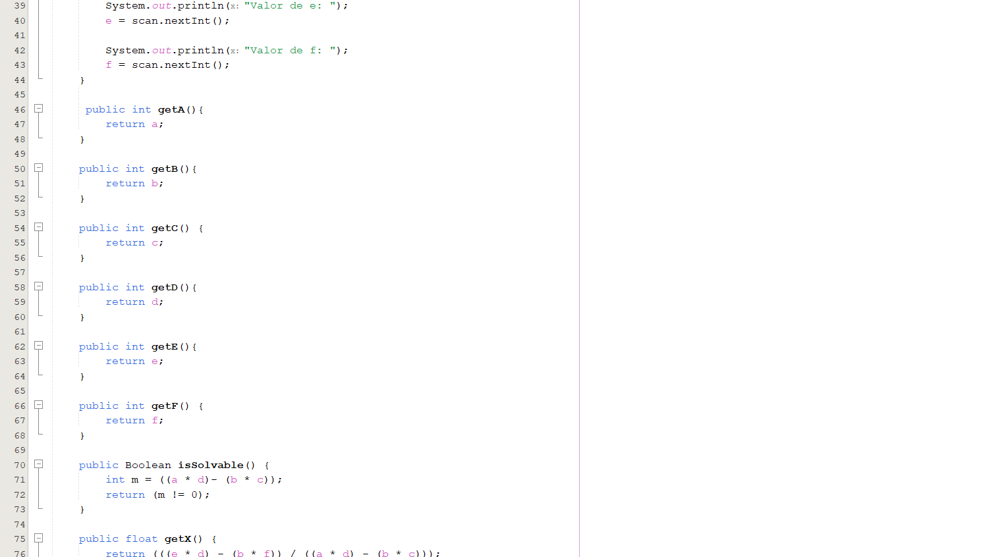 39 System.out.println(x: "Valor de e: ");
40 e = scan.nextInt();
41
42 System.out.println(x: "Valor de f: ");
43 f = scan.nextInt();
44 }
45
46 public int getA(){
47 return a;
48 }
49
50 public int getB(){
51 return b;
52 }
53
54 public int getC() {
55 return c;
56 }
57
58 public int getD(){
59 return d;
60 }
61
62 public int getE(){
63 return e;
64 }
65
66 public int getF() {
67 return f;
68 }
69
70 public Boolean isSolvable() {
71 int m = ((a * d)- (b * c));
72 return (m != 0);
73 }
74
75 public float getX() {
76 return (((e * d) - (b * f)) / ((a * d) - (b * c)));